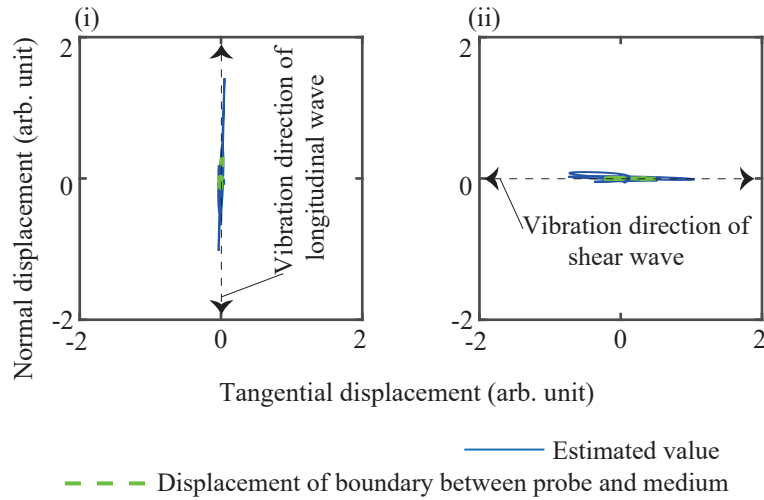 (i)
(ii)
Normal displacement (arb. unit)
2
0
-2
-2
0
2
Vibration direction of
longitudinal wave
2
0
-2
-2
0
2
Vibration direction of
shear wave
Tangential displacement (arb. unit)
Estimated value
Displacement of boundary between probe and medium